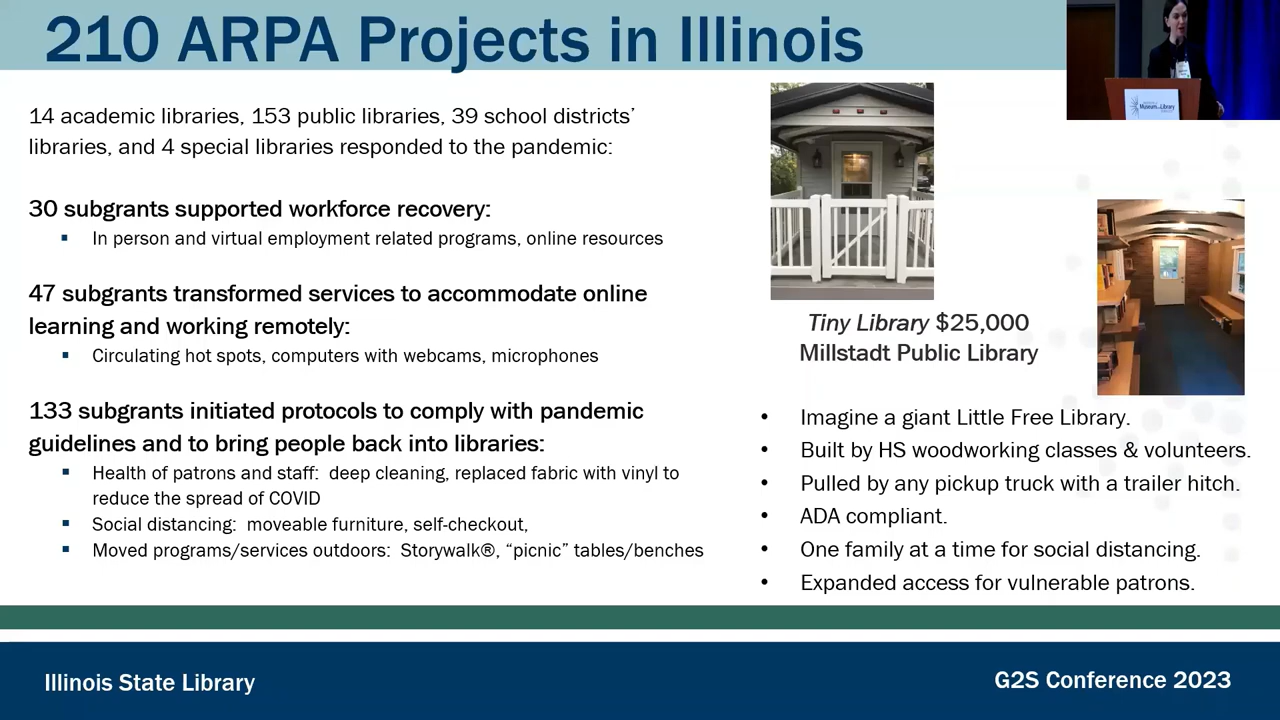 210 ARPA Projects in Illinois
14 academic libraries, 153 public libraries, 39 school districts’
libraries, and 4 special libraries responded to the pandemic:
30 subgrants supported workforce recovery:
▪ In person and virtual employment related programs, online resources
47 subgrants transformed services to accommodate online
learning and working remotely:
▪ Circulating hot spots, computers with webcams, microphones
133 subgrants initiated protocols to comply with pandemic
guidelines and to bring people back into libraries:
▪ Health of patrons and staff: deep cleaning, replaced fabric with vinyl to
reduce the spread of COVID
▪ Social distancing: moveable furniture, self-checkout,
▪ Moved programs/services outdoors: Storywalk®, “picnic” tables/benches
Museum and Library
Tiny Library $25,000
Millstadt Public Library
• Imagine a giant Little Free Library.
• Built by HS woodworking classes & volunteers.
• Pulled by any pickup truck with a trailer hitch.
• ADA compliant.
• One family at a time for social distancing.
• Expanded access for vulnerable patrons.
Illinois State Library
G2S Conference 2023